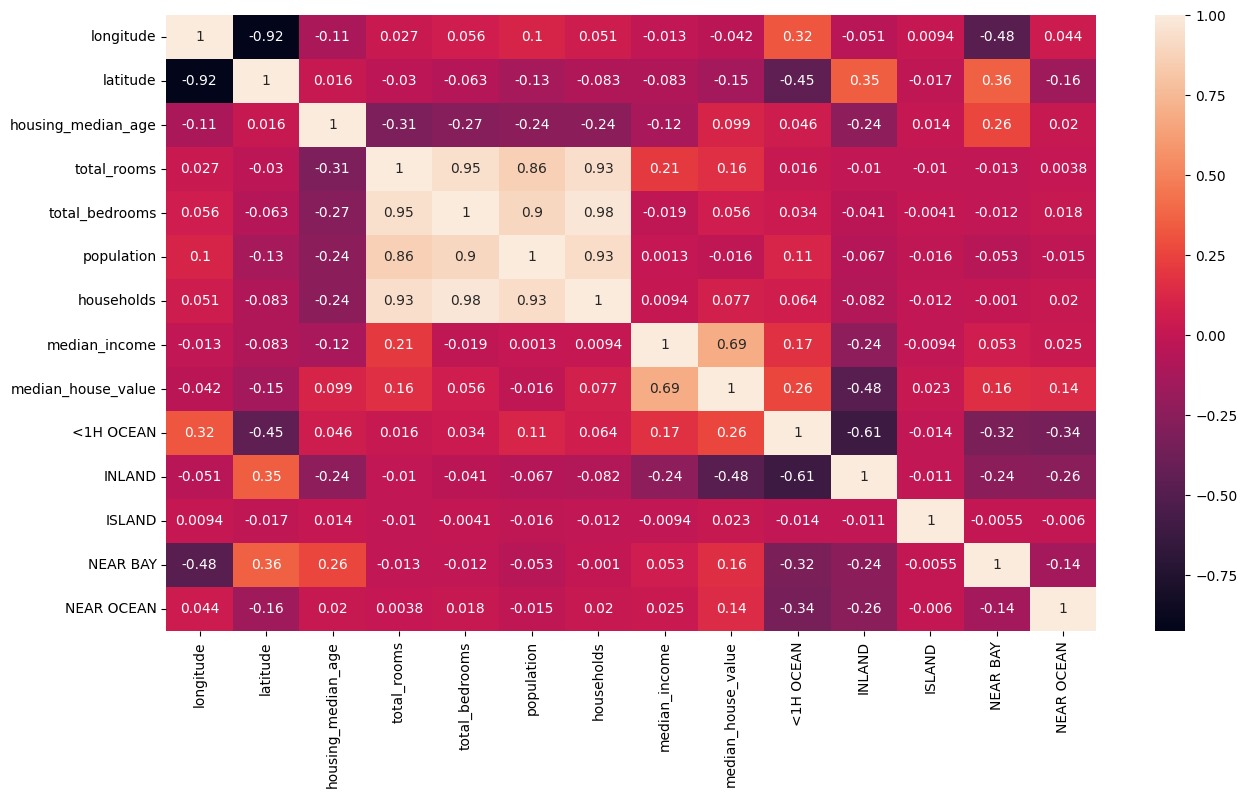 longitude 1 -0.92 -0.11 0.027 0.056 0.1 0.051 -0.013 -0.042 0.32 -0.051 0.0094 -0.48 0.044
latitude -0.92 1 0.016 -0.03 -0.063 -0.13 -0.083 -0.083 -0.15 -0.45 0.35 -0.017 0.36 -0.16
housing_median_age -0.11 0.016 1 -0.31 -0.27 -0.24 -0.24 -0.12 0.099 0.046 -0.24 0.014 0.26 0.02
total_rooms 0.027 -0.03 -0.31 1 0.95 0.86 0.93 0.21 0.16 0.016 -0.01 -0.01 -0.013 0.0038
total_bedrooms 0.056 -0.063 -0.27 0.95 1 0.9 0.98 -0.019 0.056 0.034 -0.041 -0.0041 -0.012 0.018
population 0.1 -0.13 -0.24 0.86 0.9 1 0.93 0.0013 -0.016 0.11 -0.067 -0.016 -0.053 -0.015
households 0.051 -0.083 -0.24 0.93 0.98 0.93 1 0.0094 0.077 0.064 -0.082 -0.012 -0.001 0.02
median_income -0.013 -0.083 -0.12 0.21 -0.019 0.0013 0.0094 1 0.69 0.17 -0.24 -0.0094 0.053 0.025
median_house_value -0.042 -0.15 0.099 0.16 0.056 -0.016 0.077 0.69 1 0.26 -0.48 0.023 0.16 0.14
<1H OCEAN 0.32 -0.45 0.046 0.016 0.034 0.11 0.064 0.17 0.26 1 -0.61 -0.014 -0.32 -0.34
INLAND -0.051 0.35 -0.24 -0.01 -0.041 -0.067 -0.082 -0.24 -0.48 -0.61 1 -0.011 -0.24 -0.26
ISLAND 0.0094 -0.017 0.014 -0.01 -0.0041 -0.016 -0.012 -0.0094 0.023 -0.014 -0.011 1 -0.0055 -0.006
NEAR BAY -0.48 0.36 0.26 -0.013 -0.012 -0.053 -0.001 0.053 0.16 -0.32 -0.24 -0.0055 1 -0.14
NEAR OCEAN 0.044 -0.16 0.02 0.0038 0.018 -0.015 0.02 0.025 0.14 -0.34 -0.26 -0.006 -0.14 1
longitude
latitude
housing_median_age
total_rooms
total_bedrooms
population
households
median_income
median_house_value
<1H OCEAN
INLAND
ISLAND
NEAR BAY
NEAR OCEAN
1.00
0.75
0.50
0.25
0.00
−0.25
−0.50
−0.75